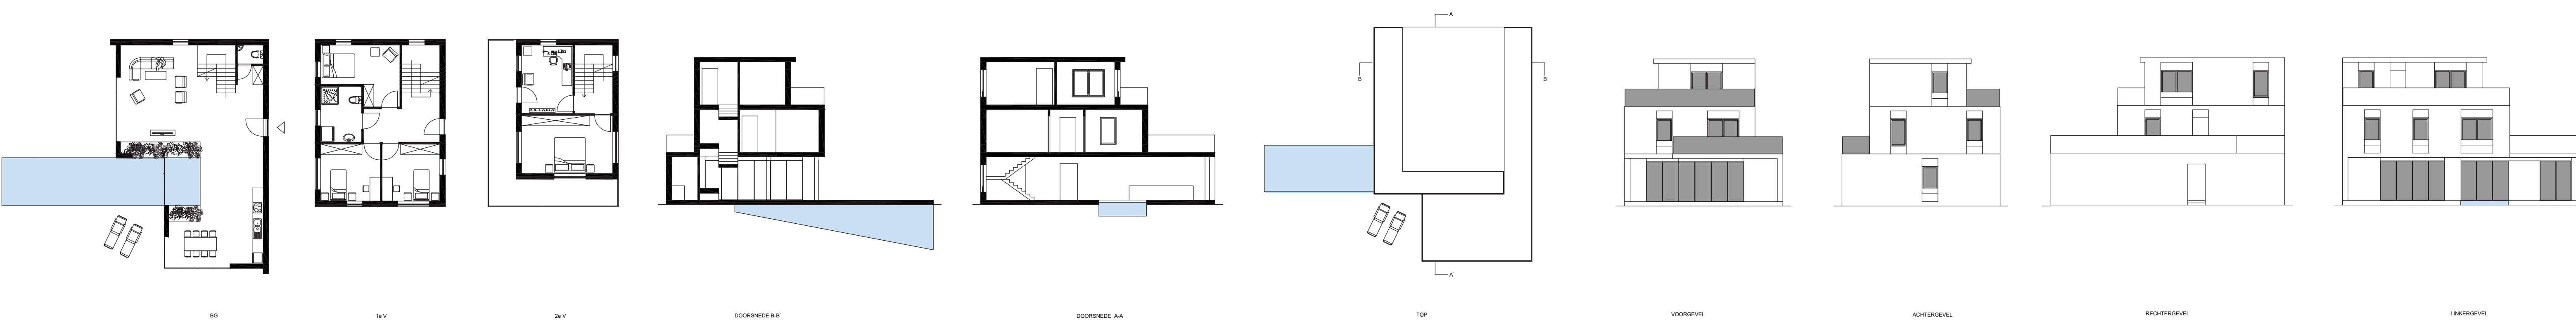 A
B
B
A
BG
1e V
2e V
DOORSNEDE B-B
DOORSNEDE A-A
TOP
VOORGEVEL
ACHTERGEVEL
RECHTERGEVEL
LINKERGEVEL